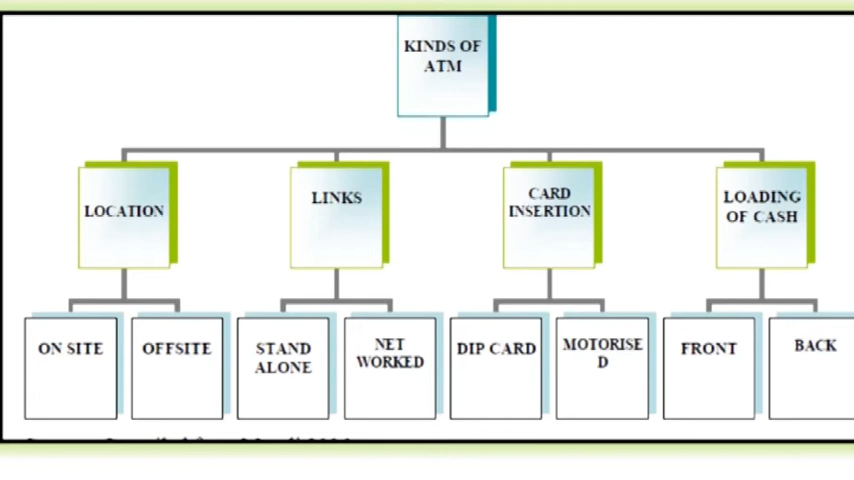 KINDS OF
ATM
LOCATION
LINKS
CARD
INSERTION
LOADING
OF CASH
ON SITE
OFFSITE
STAND
ALONE
NET
WORKED
DIP CARD
MOTORISE
D
FRONT
BACK